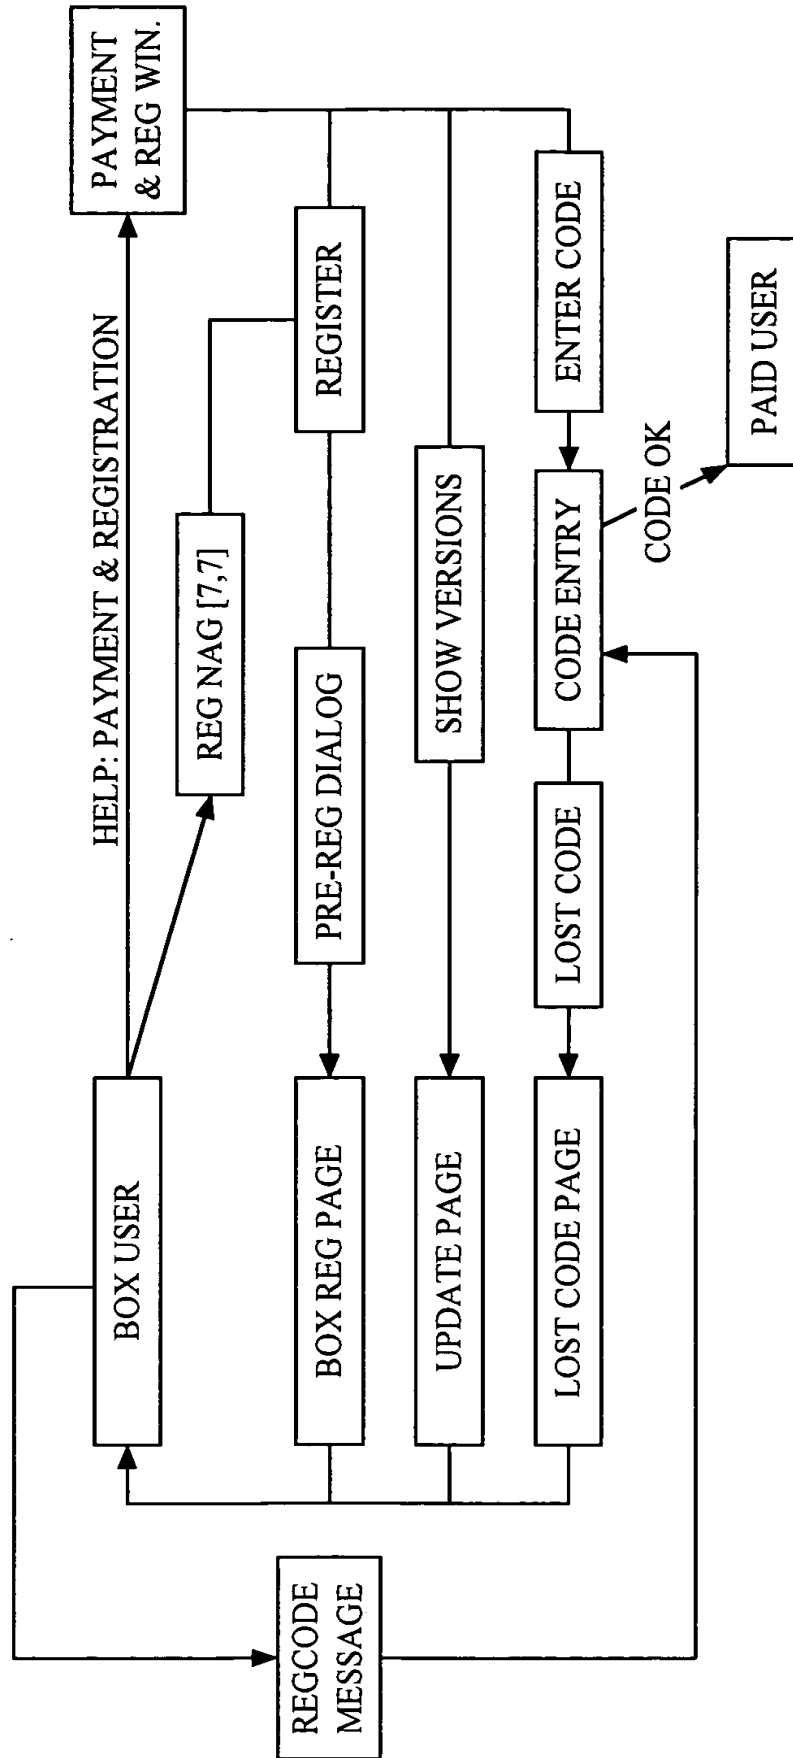 BOX USER
HELP: PAYMENT & REGISTRATION
PAYMENT
& REG WIN.
REG NAG [7,7]
REGCODE
MESSAGE
BOX REG PAGE
PRE-REG DIALOG
REGISTER
UPDATE PAGE
SHOW VERSIONS
LOST CODE PAGE
LOST CODE
CODE ENTRY
ENTER CODE
CODE OK
PAID USER